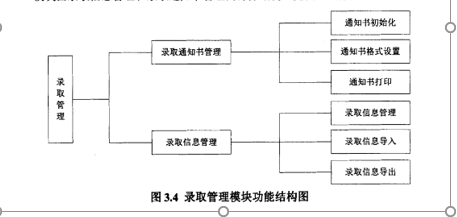 通知书初始化
录取通知书管理
通知书格式设置
通知书打印
录取管理
录取信息管理
录取信息管理
录取信息导入
录取信息导出
图 3.4 录取管理模块功能结构图